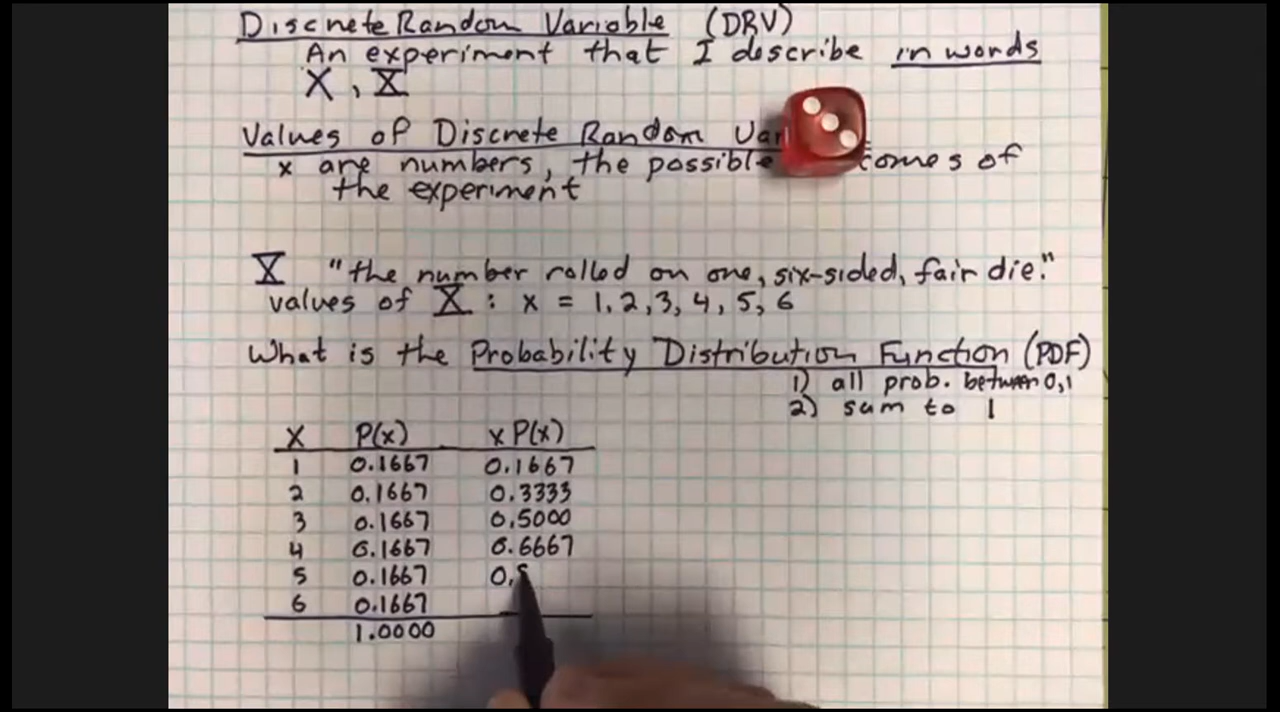 Discrete Random Variable (DRV)
An experiment that I describe in words
X, X
Values of Discrete Random
x are numbers, the possible comes of
the experiment
X "the number rolled on one, six-sided, fair die."
values of X : x = 1, 2, 3, 4, 5, 6
What is the Probability Distribution Function (PDF)
1) all prob. between 0,1
2) sum to 1
X P(x) x P(x)
1 0.1667 0.1667
2 0.1667 0.3333
3 0.1667 0.5000
4 0.1667 0.6667
5 0.1667 0.
6 0.1667
1.0000